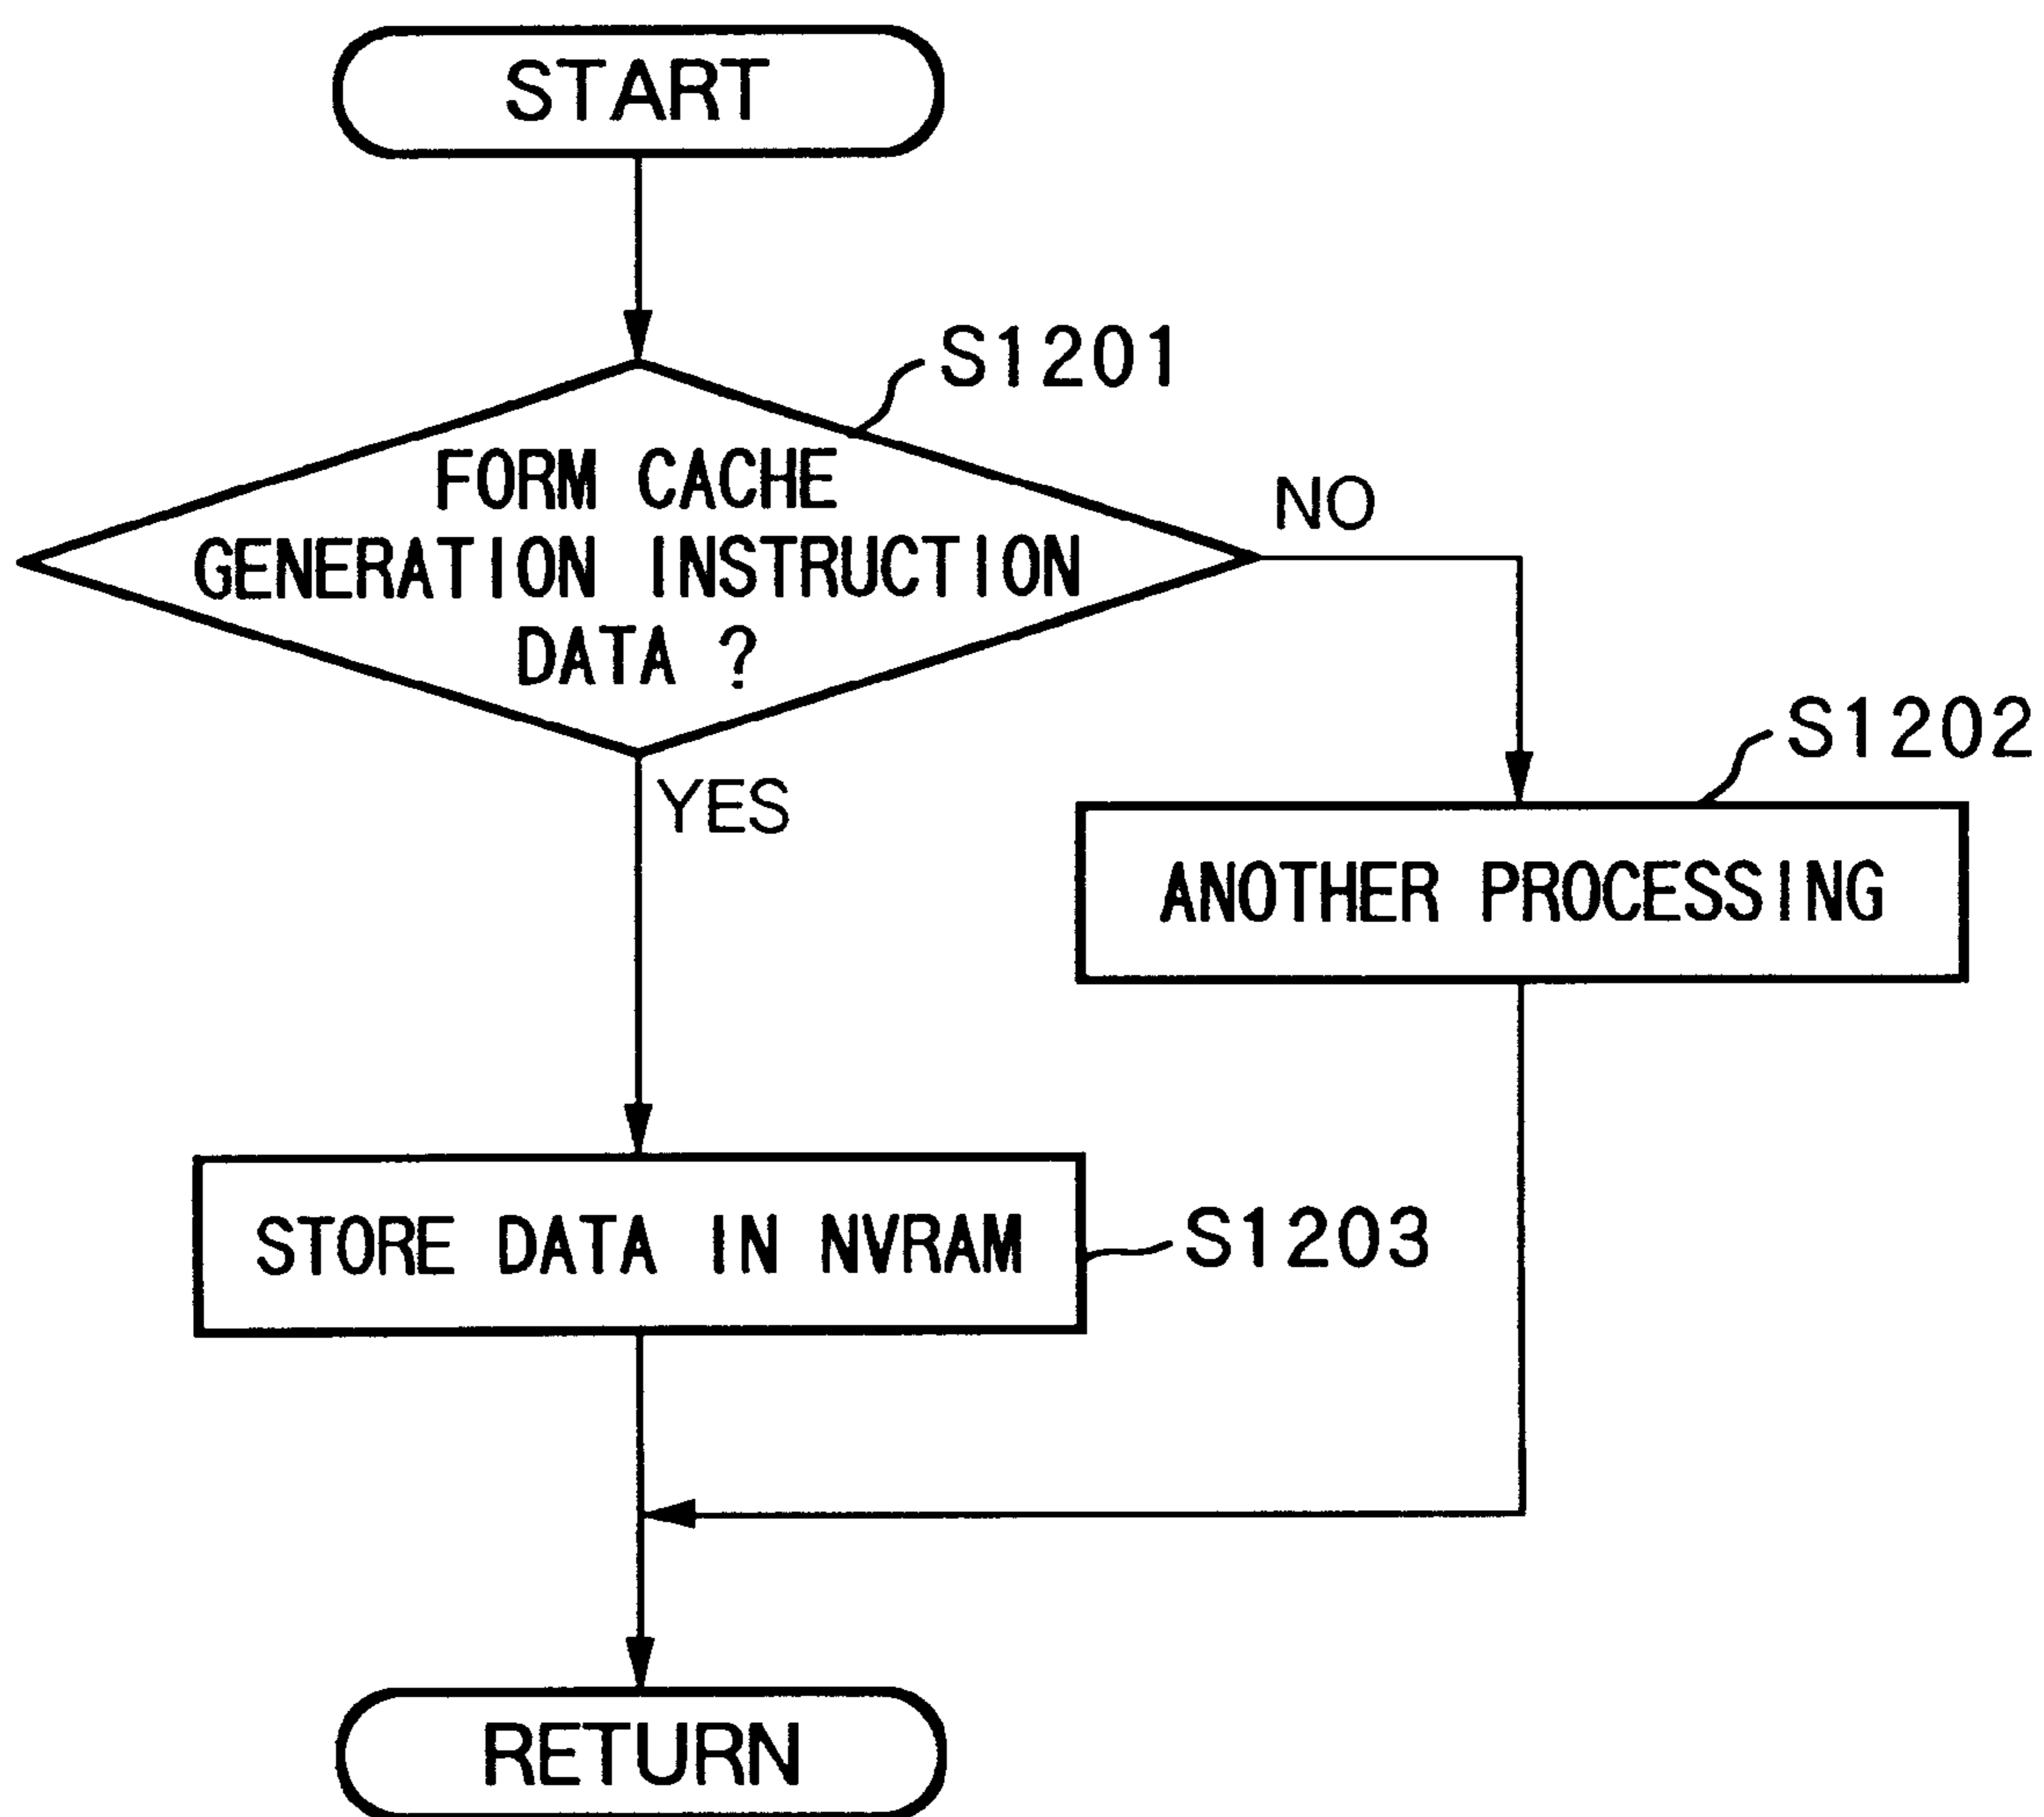 START
S1201
FORM CACHE
GENERATION INSTRUCTION
DATA ?
NO
YES
S1202
ANOTHER PROCESSING
STORE DATA IN NVRAM
S1203
RETURN